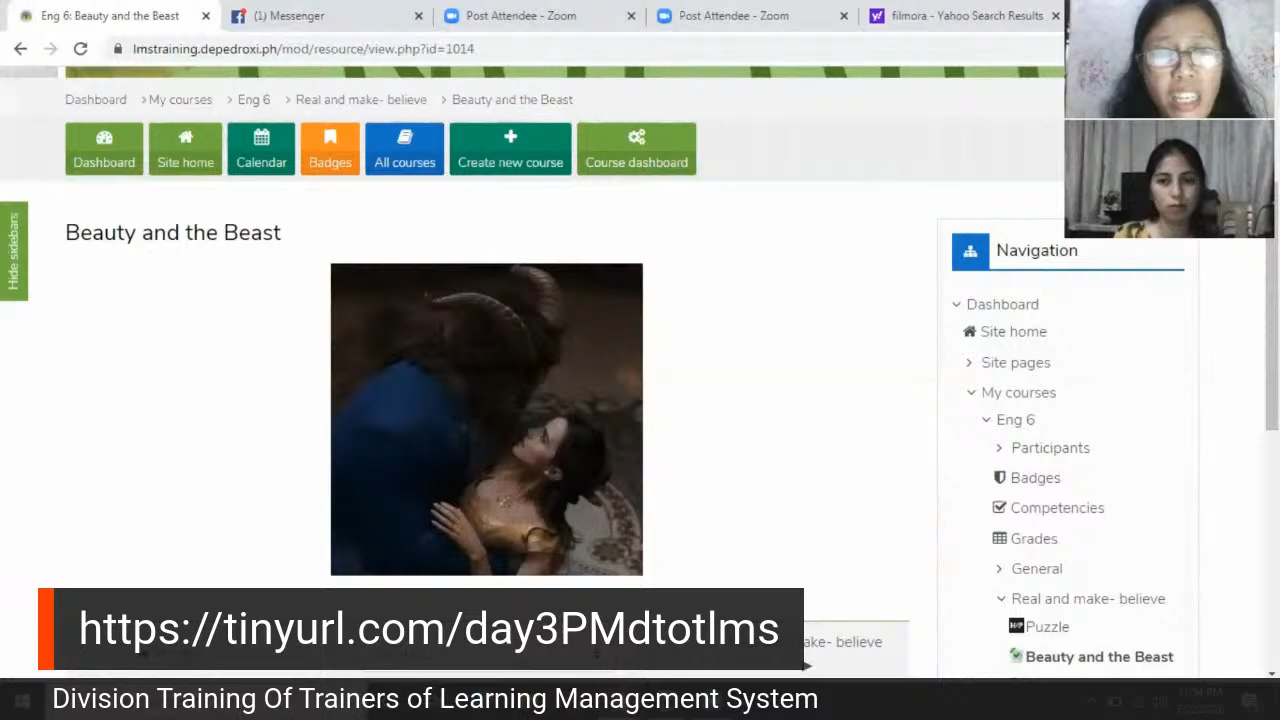 Eng 6: Beauty and the Beast
(1) Messenger
Post Attendee - Zoom
Post Attendee - Zoom
filmora - Yahoo Search Results
lmstraining.depedroxi.ph/mod/resource/view.php?id=1014
Dashboard
My courses
Eng 6
Real and make- believe
Beauty and the Beast
Dashboard
Site home
Calendar
Badges
All courses
Create new course
Course dashboard
Hide sidebars
Beauty and the Beast
Navigation
Dashboard
Site home
Site pages
My courses
Eng 6
Participants
Badges
Competencies
Grades
General
Real and make- believe
Puzzle
Beauty and the Beast
ke- believe
https://tinyurl.com/day3PMdtotlms
Division Training Of Trainers of Learning Management System